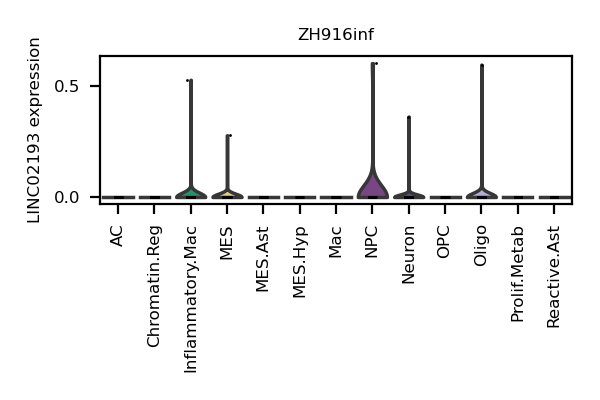 ZH916inf
LINC02193 expression
0.5
0.0
AC
Chromatin.Reg
Inflammatory.Mac
MES
MES.Ast
MES.Hyp
Mac
NPC
Neuron
OPC
Oligo
Prolif.Metab
Reactive.Ast